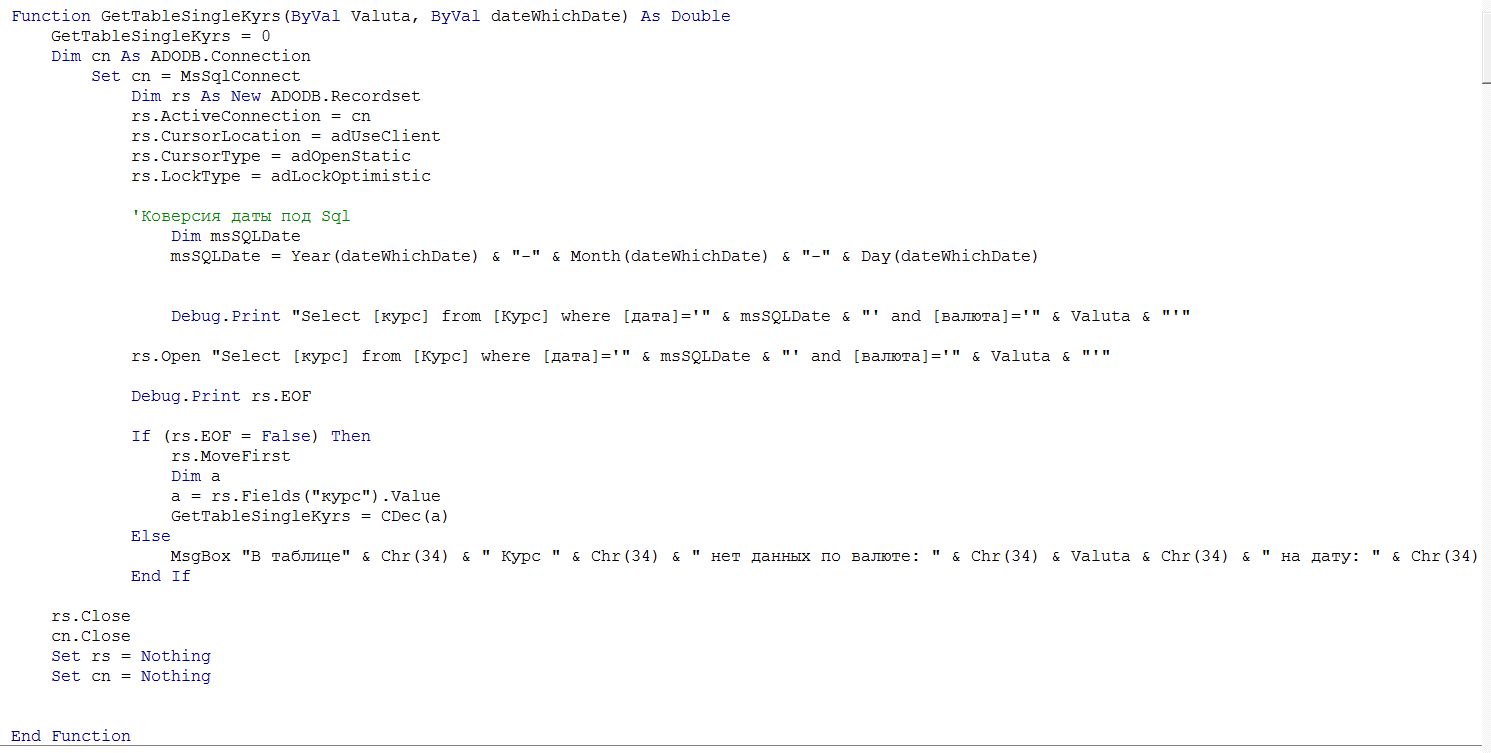 Function GetTableSingleKyrs(ByVal Valuta, ByVal dateWhichDate) As Double
GetTableSingleKyrs = 0
Dim cn As ADODB.Connection
Set cn = MsSqlConnect
Dim rs As New ADODB.Recordset
rs.ActiveConnection = cn
rs.CursorLocation = adUseClient
rs.CursorType = adOpenStatic
rs.LockType = adLockOptimistic
'Коверсия даты под Sql
Dim msSQLDate
msSQLDate = Year(dateWhichDate) & "-" & Month(dateWhichDate) & "-" & Day(dateWhichDate)
Debug.Print "Select [курс] from [Курс] where [дата]='" & msSQLDate & "' and [валюта]='" & Valuta & "'"
rs.Open "Select [курс] from [Курс] where [дата]='" & msSQLDate & "' and [валюта]='" & Valuta & "'"
Debug.Print rs.EOF
If (rs.EOF = False) Then
rs.MoveFirst
Dim a
a = rs.Fields("курс").Value
GetTableSingleKyrs = CDec(a)
Else
MsgBox "В таблице" & Chr(34) & " Курс " & Chr(34) & " нет данных по валюте: " & Chr(34) & Valuta & Chr(34) & " на дату: " & Chr(34)
End If
rs.Close
cn.Close
Set rs = Nothing
Set cn = Nothing
End Function